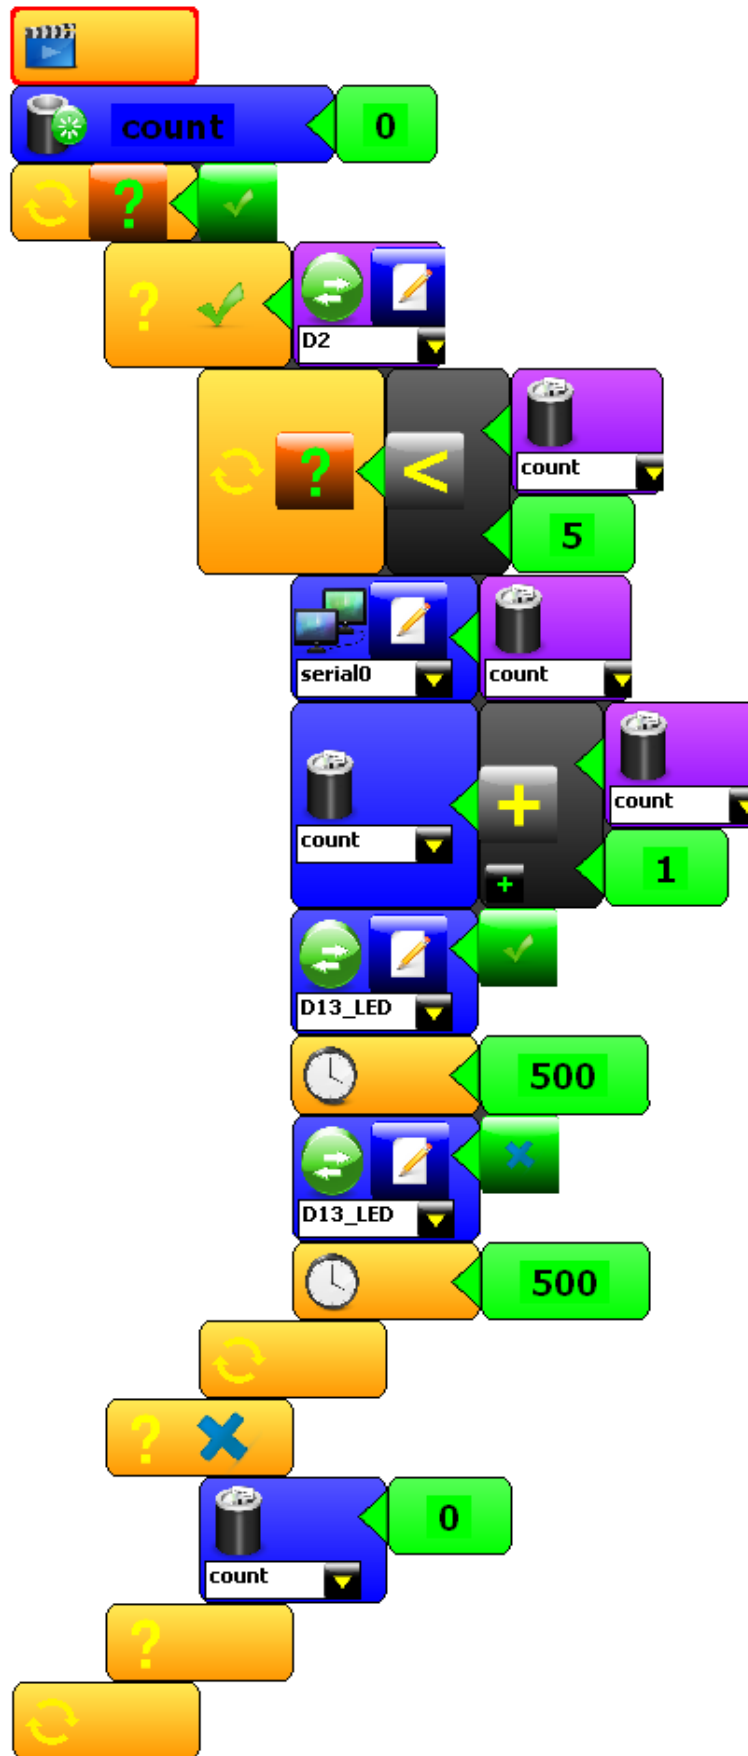 count 0
?
? D2
? < count
5
serial0 count
count + count
+ 1
D13_LED
500
D13_LED
500
?
count 0
?